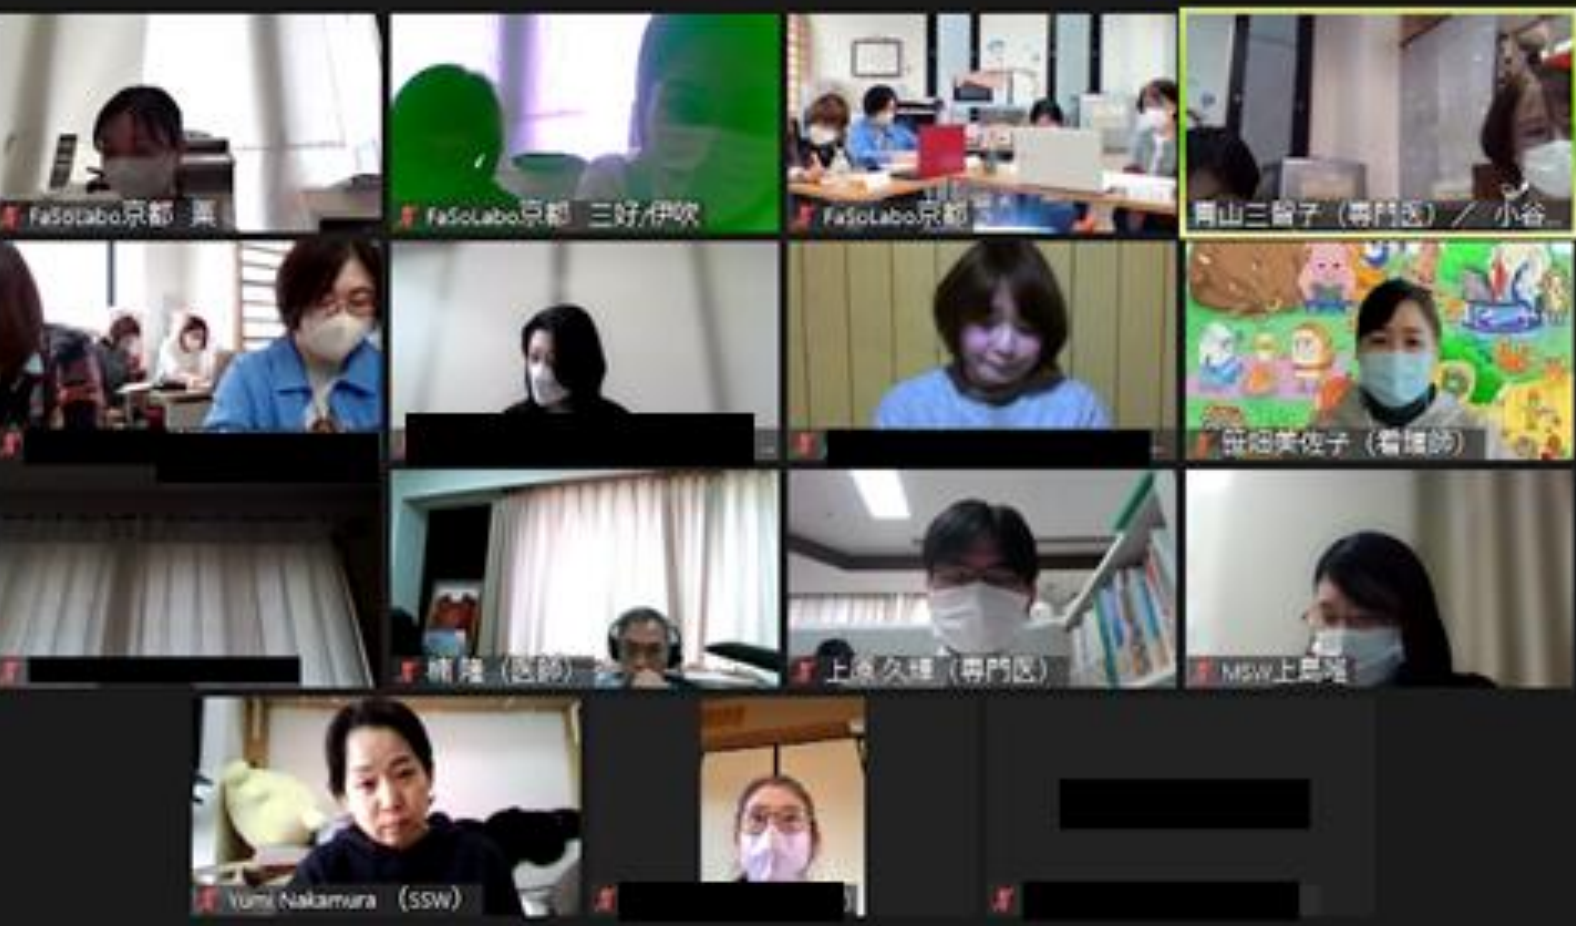 FaSoLabo京都
FaSoLabo京都 三好/伊吹
FaSoLabo京都
青山三智子（専門医）／ 小谷...
笹畑美佐子（看護師）
楠 隆（医師）
上原 久輝（専門医）
MSW上島
Yumi Nakamura （SSW）